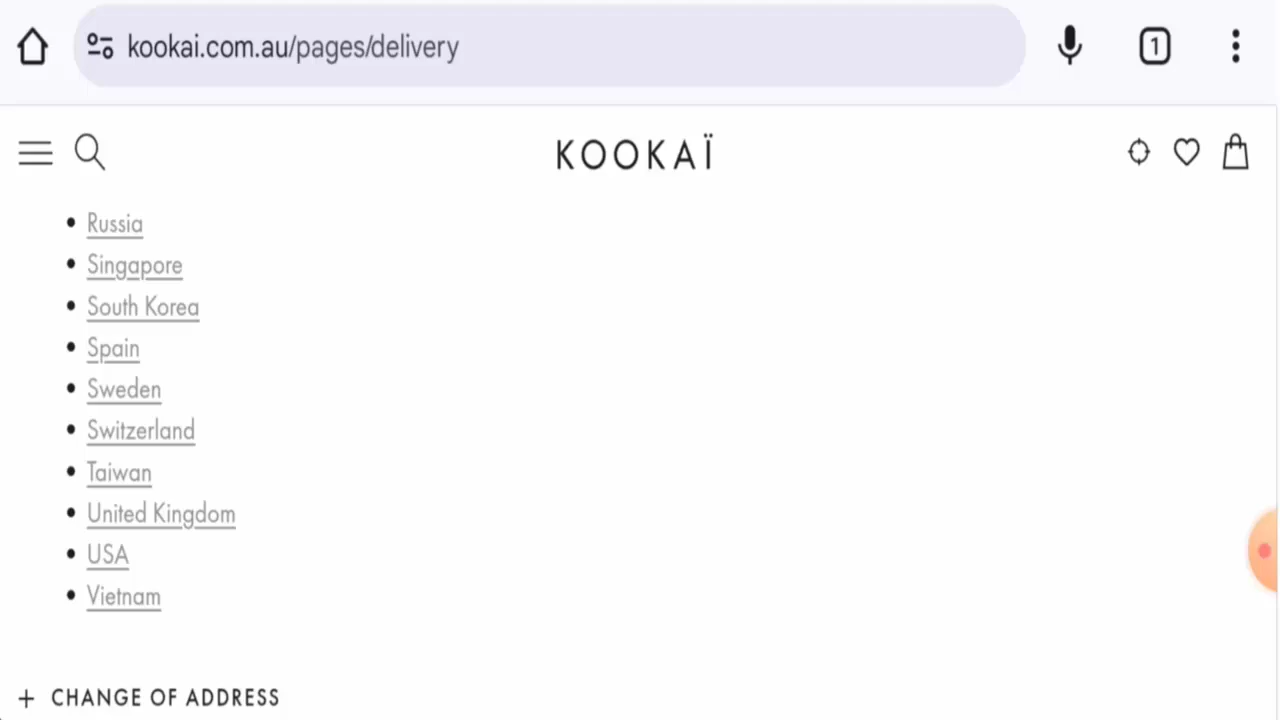 kookai.com.au/pages/delivery
1
KOOKAÏ
• Russia
• Singapore
• South Korea
• Spain
• Sweden
• Switzerland
• Taiwan
• United Kingdom
• USA
• Vietnam
+ CHANGE OF ADDRESS